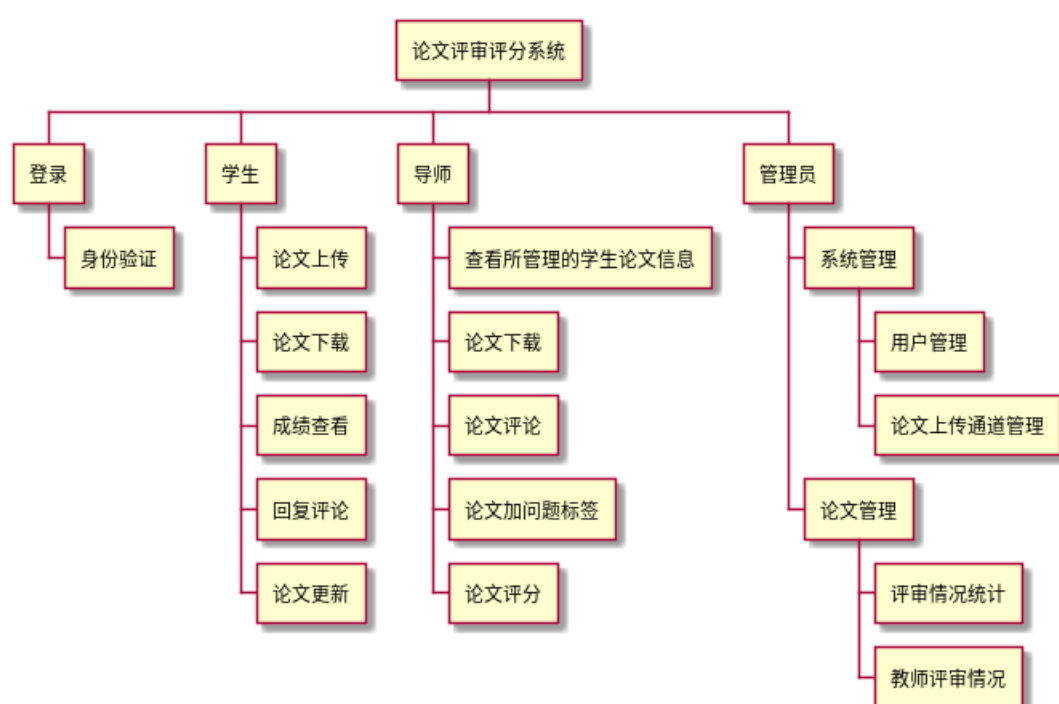 论文评审评分系统
登录
身份验证
学生
论文上传
论文下载
成绩查看
回复评论
论文更新
导师
查看所管理的学生论文信息
论文下载
论文评论
论文加问题标签
论文评分
管理员
系统管理
用户管理
论文上传通道管理
论文管理
评审情况统计
教师评审情况